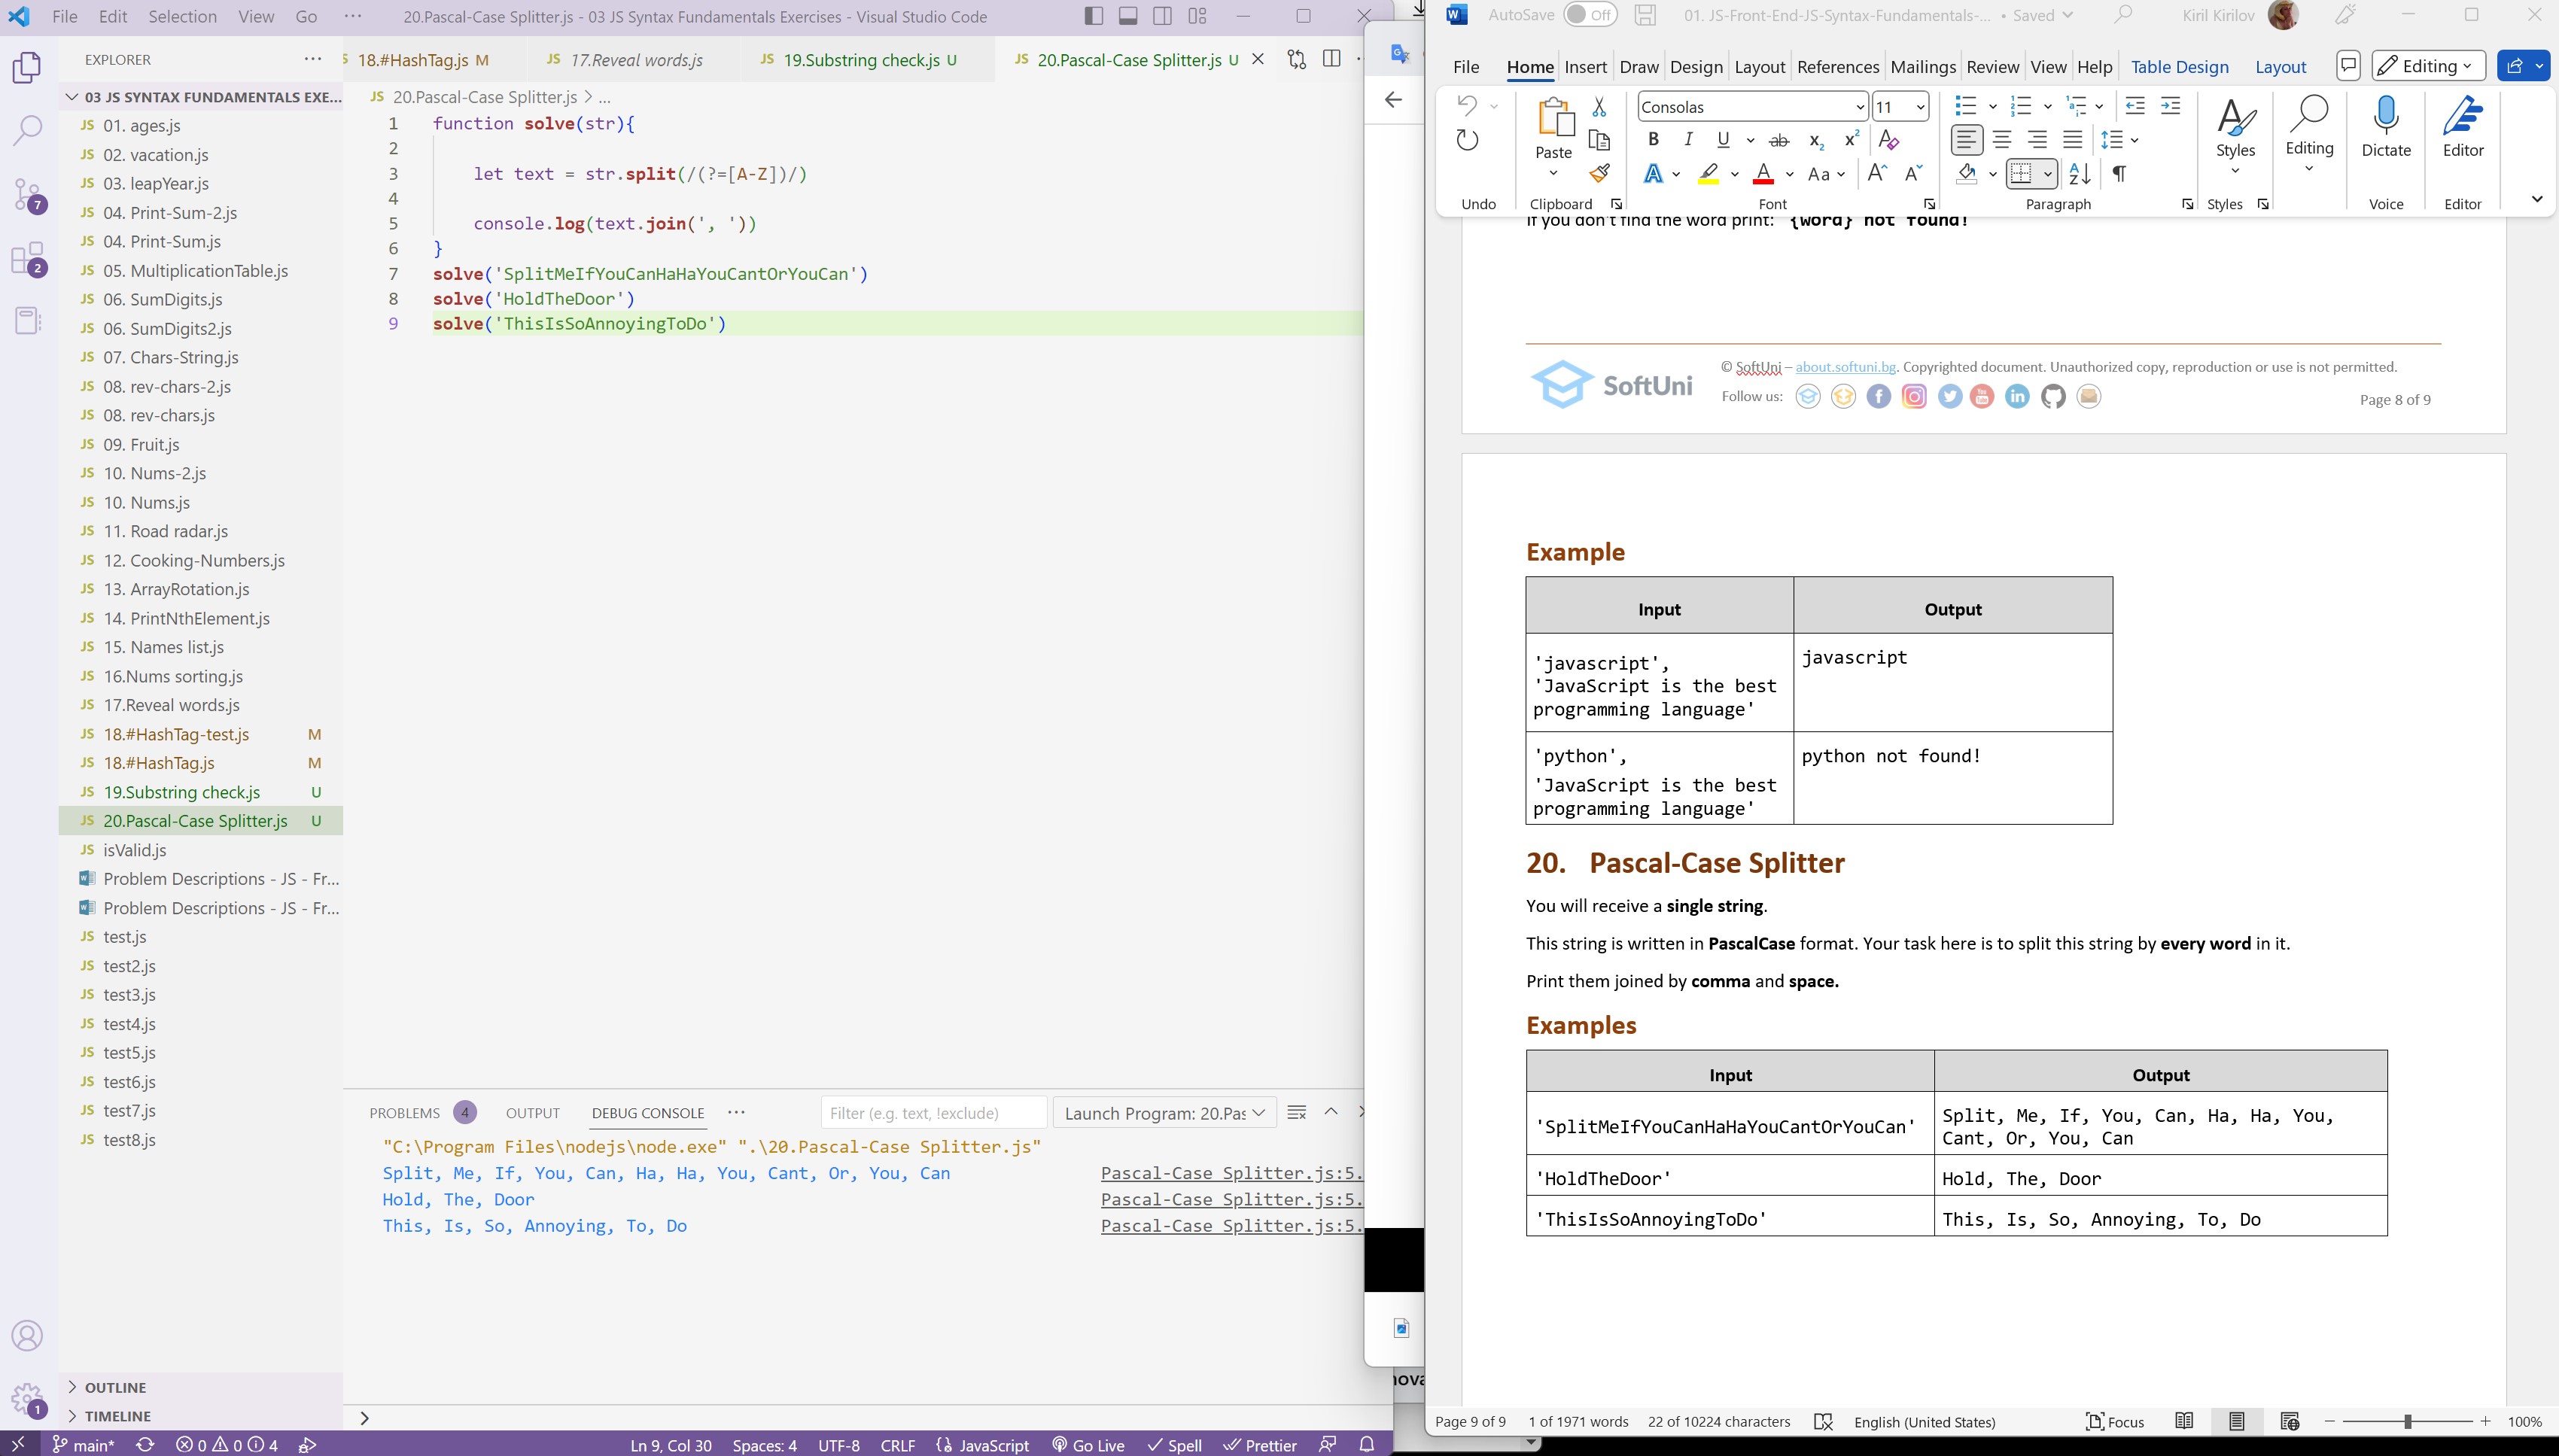 File Edit Selection View Go ··· 20.Pascal-Case Splitter.js - 03 JS Syntax Fundamentals Exercises - Visual Studio Code
EXPLORER ···
18.#HashTag.js M JS 17.Reveal words.js JS 19.Substring check.js U JS 20.Pascal-Case Splitter.js U
03 JS SYNTAX FUNDAMENTALS EXE...
JS 01. ages.js
JS 02. vacation.js
JS 03. leapYear.js
JS 04. Print-Sum-2.js
JS 04. Print-Sum.js
JS 05. MultiplicationTable.js
JS 06. SumDigits.js
JS 06. SumDigits2.js
JS 07. Chars-String.js
JS 08. rev-chars-2.js
JS 08. rev-chars.js
JS 09. Fruit.js
JS 10. Nums-2.js
JS 10. Nums.js
JS 11. Road radar.js
JS 12. Cooking-Numbers.js
JS 13. ArrayRotation.js
JS 14. PrintNthElement.js
JS 15. Names list.js
JS 16.Nums sorting.js
JS 17.Reveal words.js
JS 18.#HashTag-test.js M
JS 18.#HashTag.js M
JS 19.Substring check.js U
JS 20.Pascal-Case Splitter.js U
JS isValid.js
Problem Descriptions - JS - Fr...
Problem Descriptions - JS - Fr...
JS test.js
JS test2.js
JS test3.js
JS test4.js
JS test5.js
JS test6.js
JS test7.js
JS test8.js
OUTLINE
TIMELINE
7
2
1
JS 20.Pascal-Case Splitter.js > ...
1 function solve(str){
2
3 let text = str.split(/(?=[A-Z])/)
4
5 console.log(text.join(', '))
6 }
7 solve('SplitMeIfYouCanHaHaYouCantOrYouCan')
8 solve('HoldTheDoor')
9 solve('ThisIsSoAnnoyingToDo')
PROBLEMS 4 OUTPUT DEBUG CONSOLE ··· Filter (e.g. text, !exclude) Launch Program: 20.Pas
"C:\Program Files\nodejs\node.exe" ".\20.Pascal-Case Splitter.js"
Split, Me, If, You, Can, Ha, Ha, You, Cant, Or, You, Can Pascal-Case Splitter.js:5.
Hold, The, Door Pascal-Case Splitter.js:5.
This, Is, So, Annoying, To, Do Pascal-Case Splitter.js:5.
>
main* 0 0 4 Ln 9, Col 30 Spaces: 4 UTF-8 CRLF JavaScript Go Live Spell Prettier
AutoSave Off 01. JS-Front-End-JS-Syntax-Fundamentals-... • Saved Kiril Kirilov
File Home Insert Draw Design Layout References Mailings Review View Help Table Design Layout Editing
Consolas 11
Paste
Styles Editing Dictate Editor
Undo Clipboard Font Paragraph Styles Voice Editor
If you don't find the word print: "{word} not found!"
SoftUni
© SoftUni – about.softuni.bg. Copyrighted document. Unauthorized copy, reproduction or use is not permitted.
Follow us:
Page 8 of 9
Example
Input Output
'javascript', javascript
'JavaScript is the best
programming language'
'python', python not found!
'JavaScript is the best
programming language'
20. Pascal-Case Splitter
You will receive a single string.
This string is written in PascalCase format. Your task here is to split this string by every word in it.
Print them joined by comma and space.
Examples
Input Output
'SplitMeIfYouCanHaHaYouCantOrYouCan' Split, Me, If, You, Can, Ha, Ha, You,
Cant, Or, You, Can
'HoldTheDoor' Hold, The, Door
'ThisIsSoAnnoyingToDo' This, Is, So, Annoying, To, Do
Page 9 of 9 1 of 1971 words 22 of 10224 characters English (United States) Focus 100%